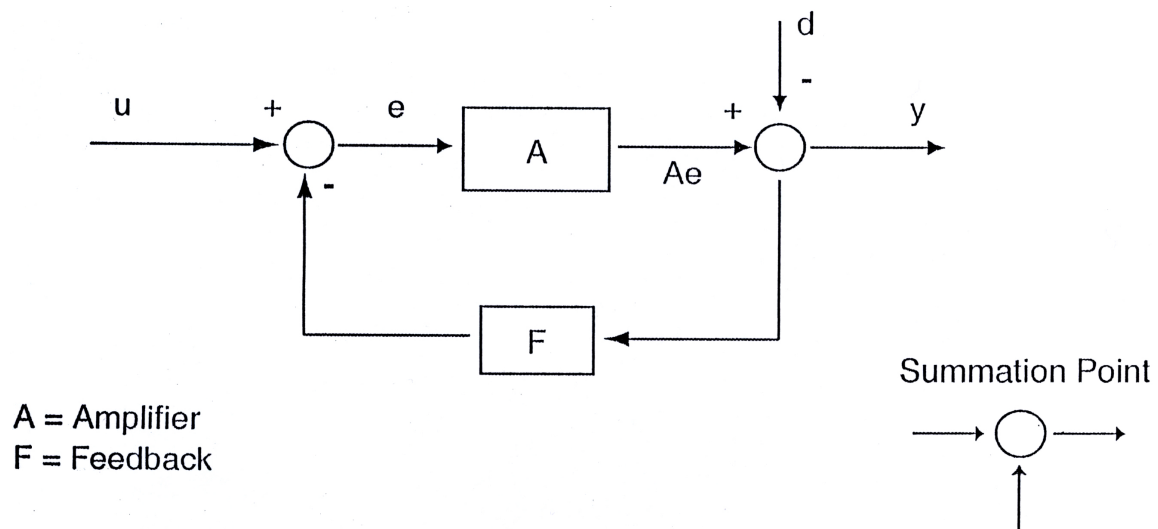 d
-
u
+
e
A
+
Ae
y
-
F
Summation Point
A = Amplifier
F = Feedback